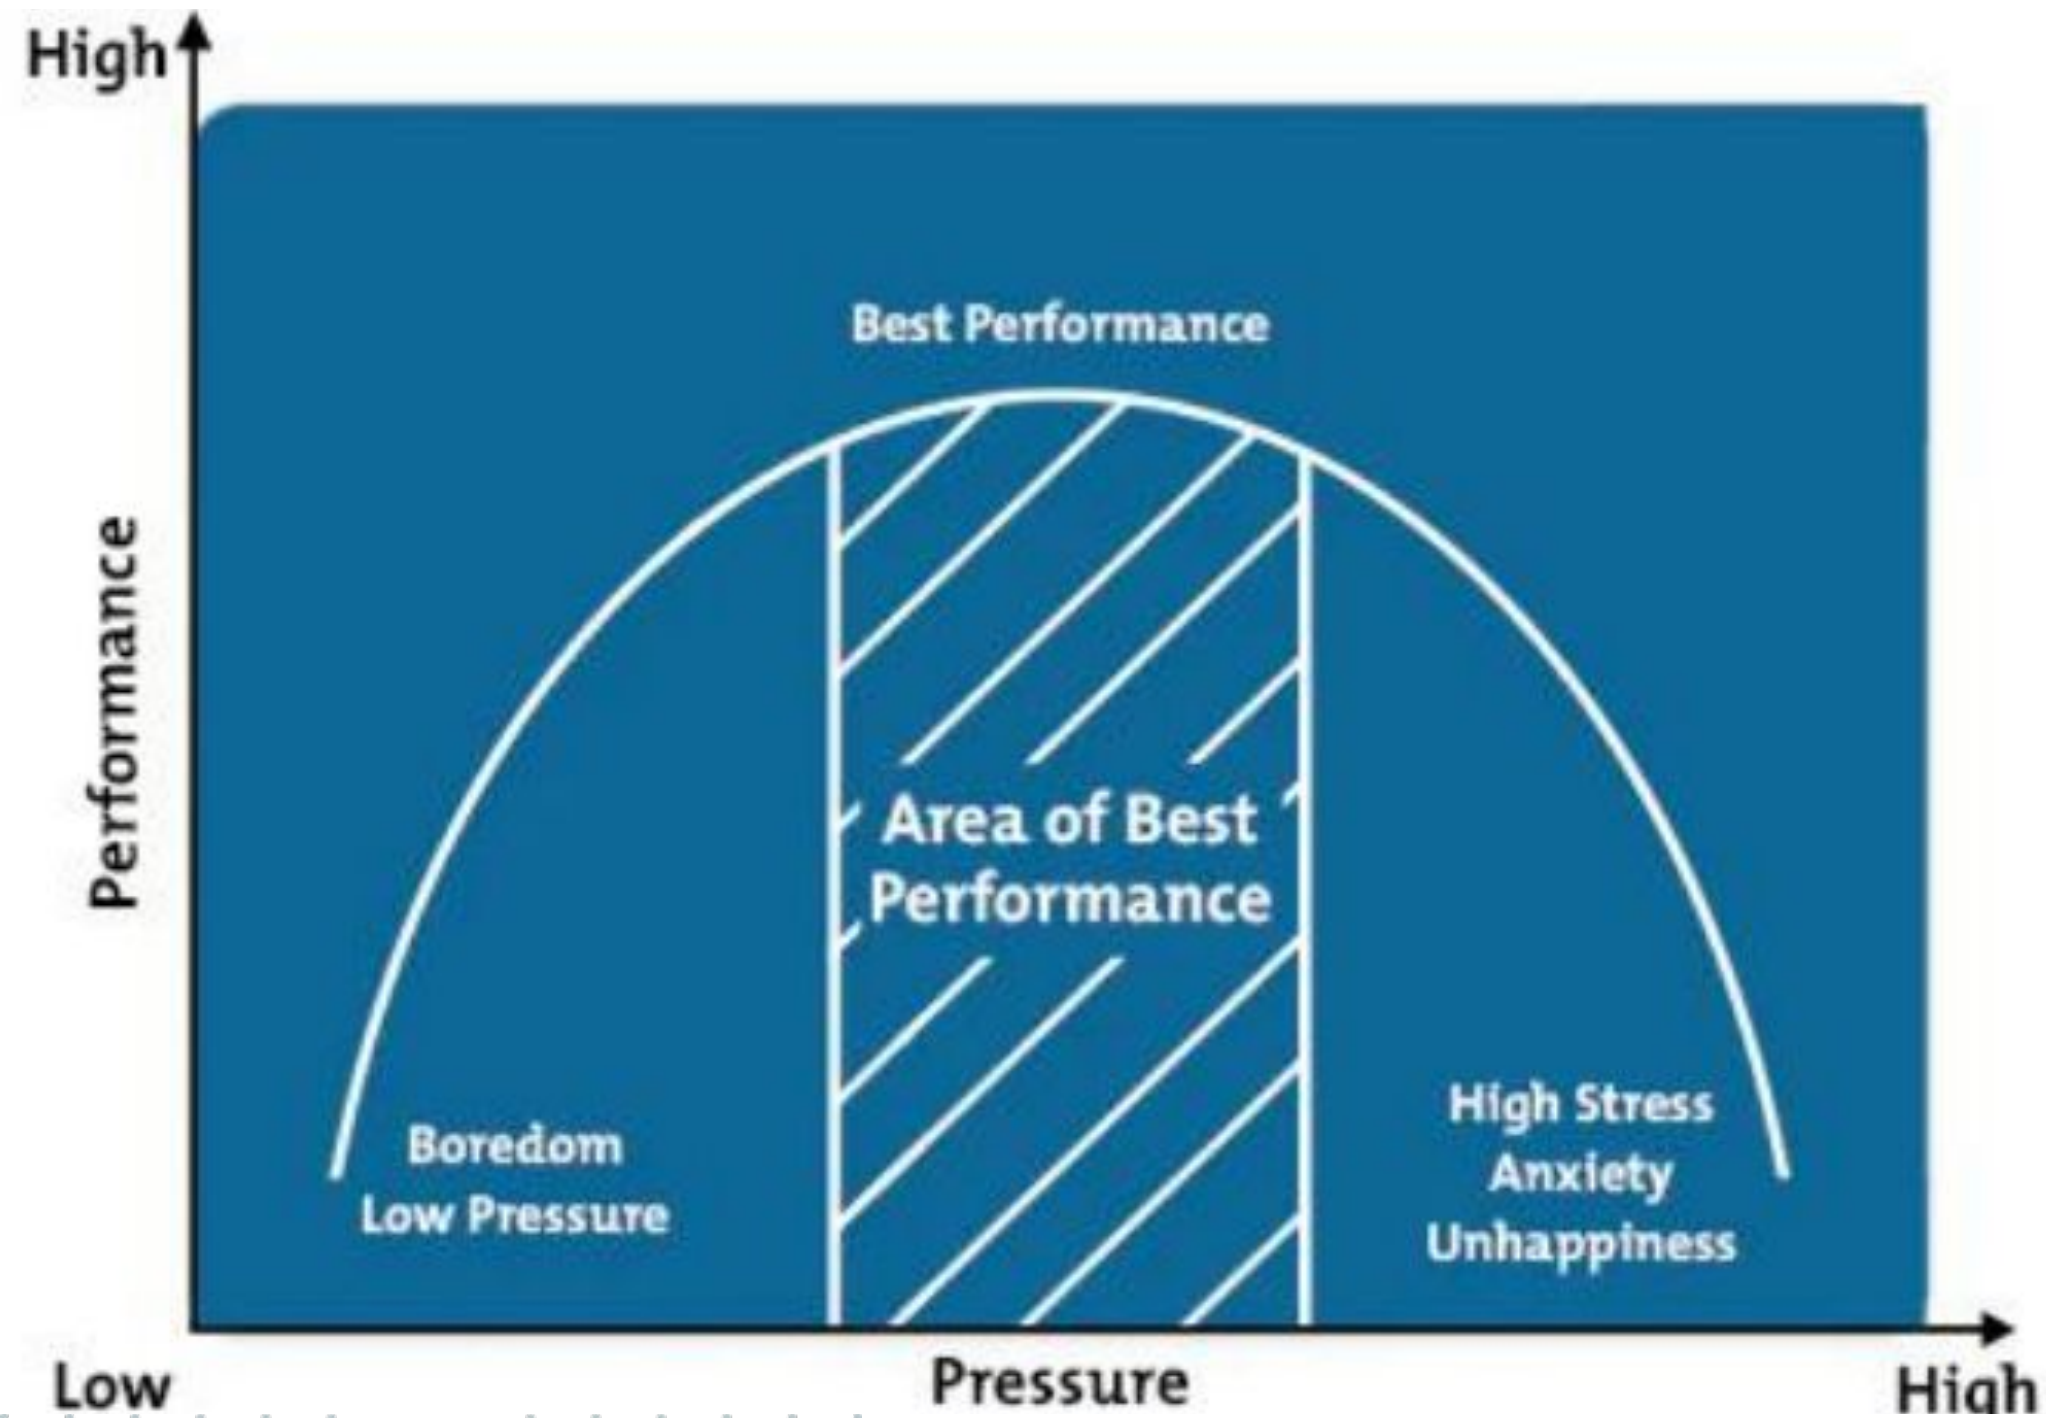 High
Best Performance
Performance
Area of Best
Performance
Boredom
Low Pressure
High Stress
Anxiety
Unhappiness
Low
Pressure
High